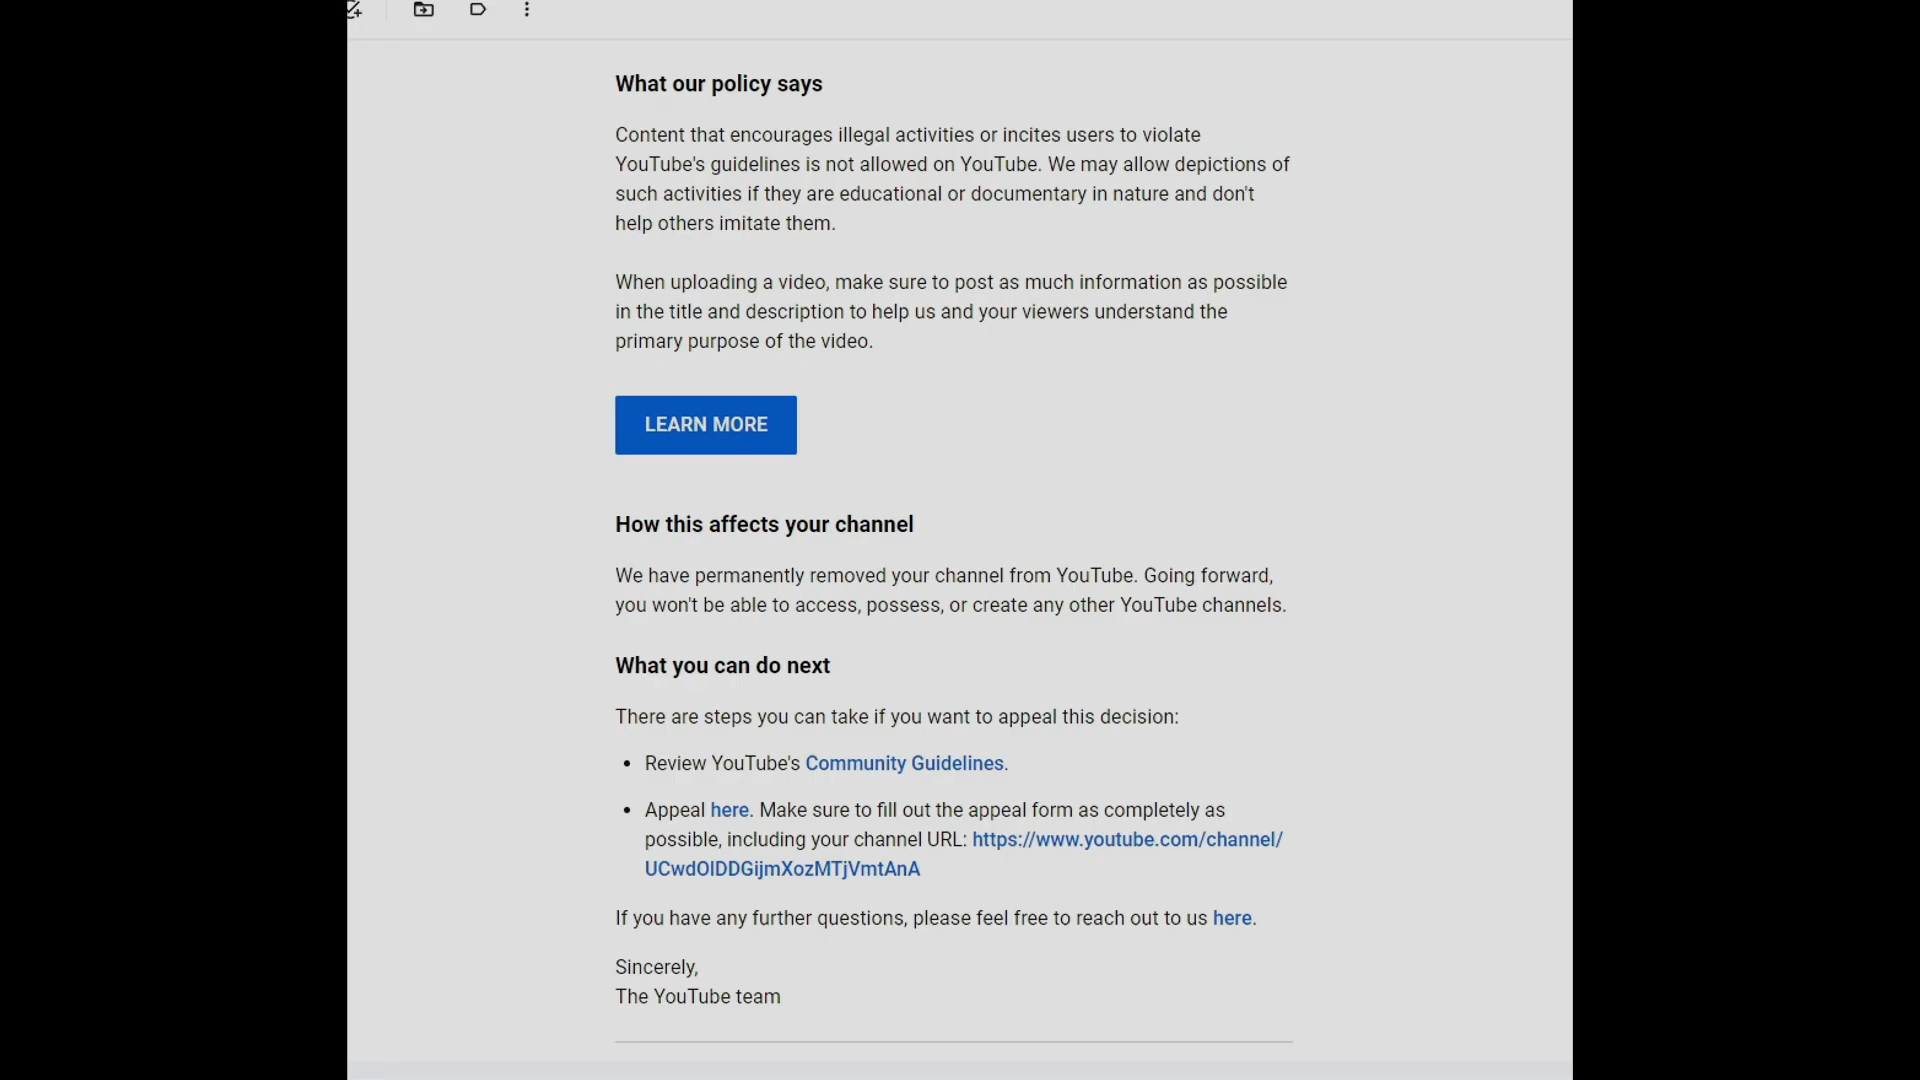 What our policy says
Content that encourages illegal activities or incites users to violate
YouTube's guidelines is not allowed on YouTube. We may allow depictions of
such activities if they are educational or documentary in nature and don't
help others imitate them.
When uploading a video, make sure to post as much information as possible
in the title and description to help us and your viewers understand the
primary purpose of the video.
LEARN MORE
How this affects your channel
We have permanently removed your channel from YouTube. Going forward,
you won't be able to access, possess, or create any other YouTube channels.
What you can do next
There are steps you can take if you want to appeal this decision:
• Review YouTube's Community Guidelines.
• Appeal here. Make sure to fill out the appeal form as completely as
possible, including your channel URL: https://www.youtube.com/channel/
UCwdOlDDGijmXozMTjVmtAnA
If you have any further questions, please feel free to reach out to us here.
Sincerely,
The YouTube team